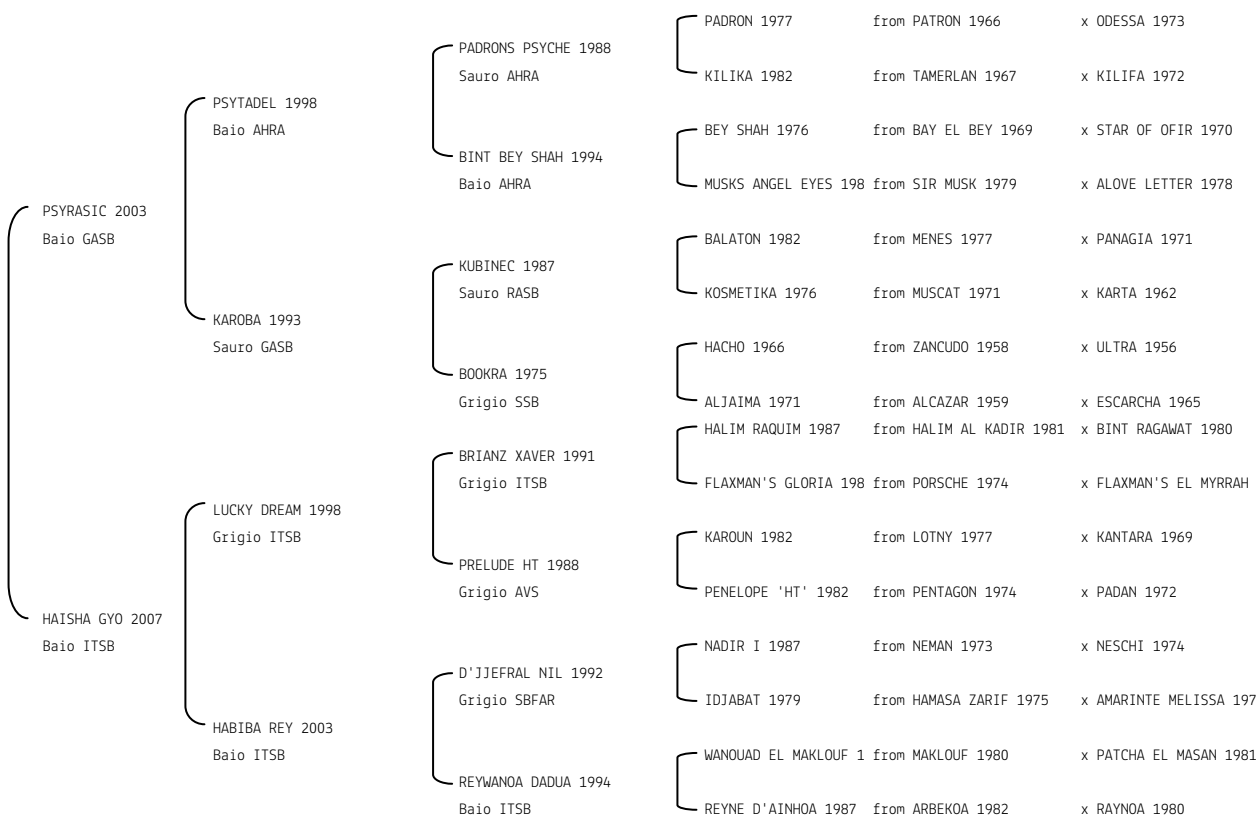 PADRON 1977 from PATRON 1966 x ODESSA 1973
PADRONS PSYCHE 1988
Sauro AHRA KILIKA 1982 from TAMERLAN 1967 x KILIFA 1972
PSYTADEL 1998
Baio AHRA BEY SHAH 1976 from BAY EL BEY 1969 x STAR OF OFIR 1970
BINT BEY SHAH 1994
Baio AHRA MUSKS ANGEL EYES 198 from SIR MUSK 1979 x ALOVE LETTER 1978
PSYRASIC 2003
Baio GASB BALATON 1982 from MENES 1977 x PANAGIA 1971
KUBINEC 1987
Sauro RASB KOSMETIKA 1976 from MUSCAT 1971 x KARTA 1962
KAROBA 1993
Sauro GASB HACHO 1966 from ZANCUDO 1958 x ULTRA 1956
BOOKRA 1975
Grigio SSB ALJAIMA 1971 from ALCAZAR 1959 x ESCARCHA 1965
HALIM RAQUIM 1987 from HALIM AL KADIR 1981 x BINT RAGAWAT 1980
BRIANZ XAVER 1991
Grigio ITSB FLAXMAN'S GLORIA 198 from PORSCHE 1974 x FLAXMAN'S EL MYRRAH
LUCKY DREAM 1998
Grigio ITSB KAROUN 1982 from LOTNY 1977 x KANTARA 1969
PRELUDE HT 1988
Grigio AVS PENELOPE 'HT' 1982 from PENTAGON 1974 x PADAN 1972
HAISHA GYO 2007
Baio ITSB NADIR I 1987 from NEMAN 1973 x NESCHI 1974
D'JJEFRAL NIL 1992
Grigio SBFAR IDJABAT 1979 from HAMASA ZARIF 1975 x AMARINTE MELISSA 197
HABIBA REY 2003
Baio ITSB WANOUAD EL MAKLOUF 1 from MAKLOUF 1980 x PATCHA EL MASAN 1981
REYWANOA DADUA 1994
Baio ITSB REYNE D'AINHOA 1987 from ARBEKOA 1982 x RAYNOA 1980